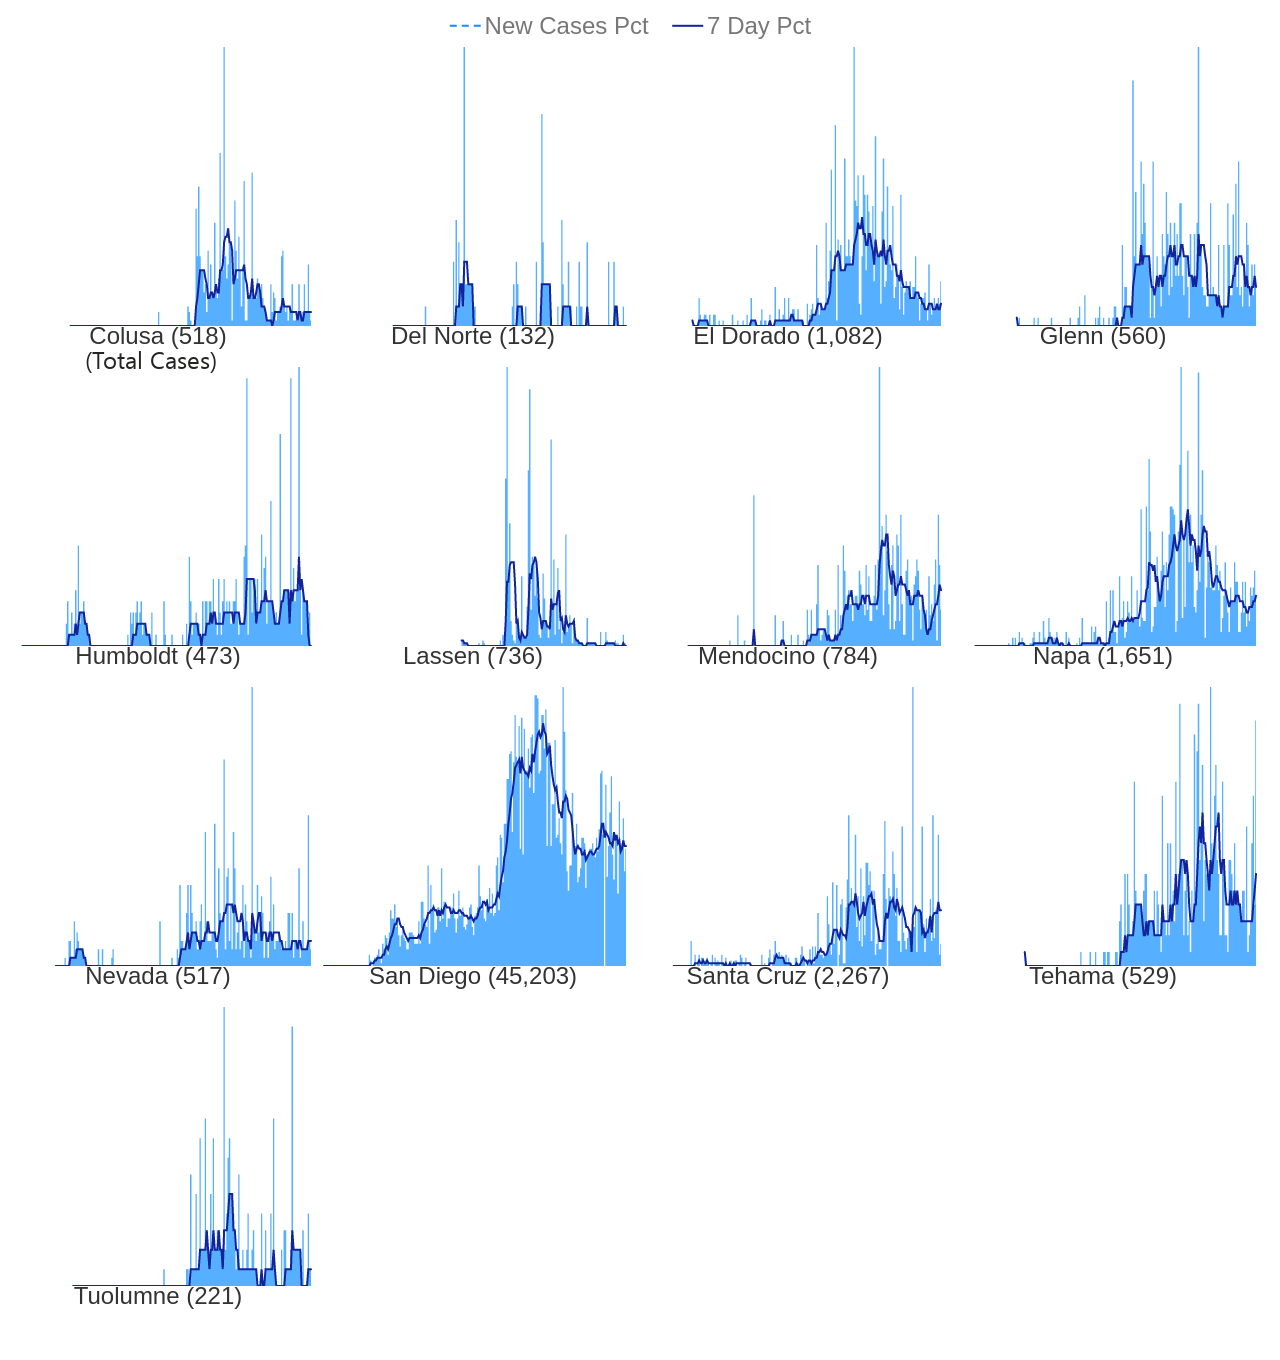 New Cases Pct 7 Day Pct
Colusa (518) Del Norte (132) El Dorado (1,082) Glenn (560)
(Total Cases)
Humboldt (473) Lassen (736) Mendocino (784) Napa (1,651)
Nevada (517) San Diego (45,203) Santa Cruz (2,267) Tehama (529)
Tuolumne (221)